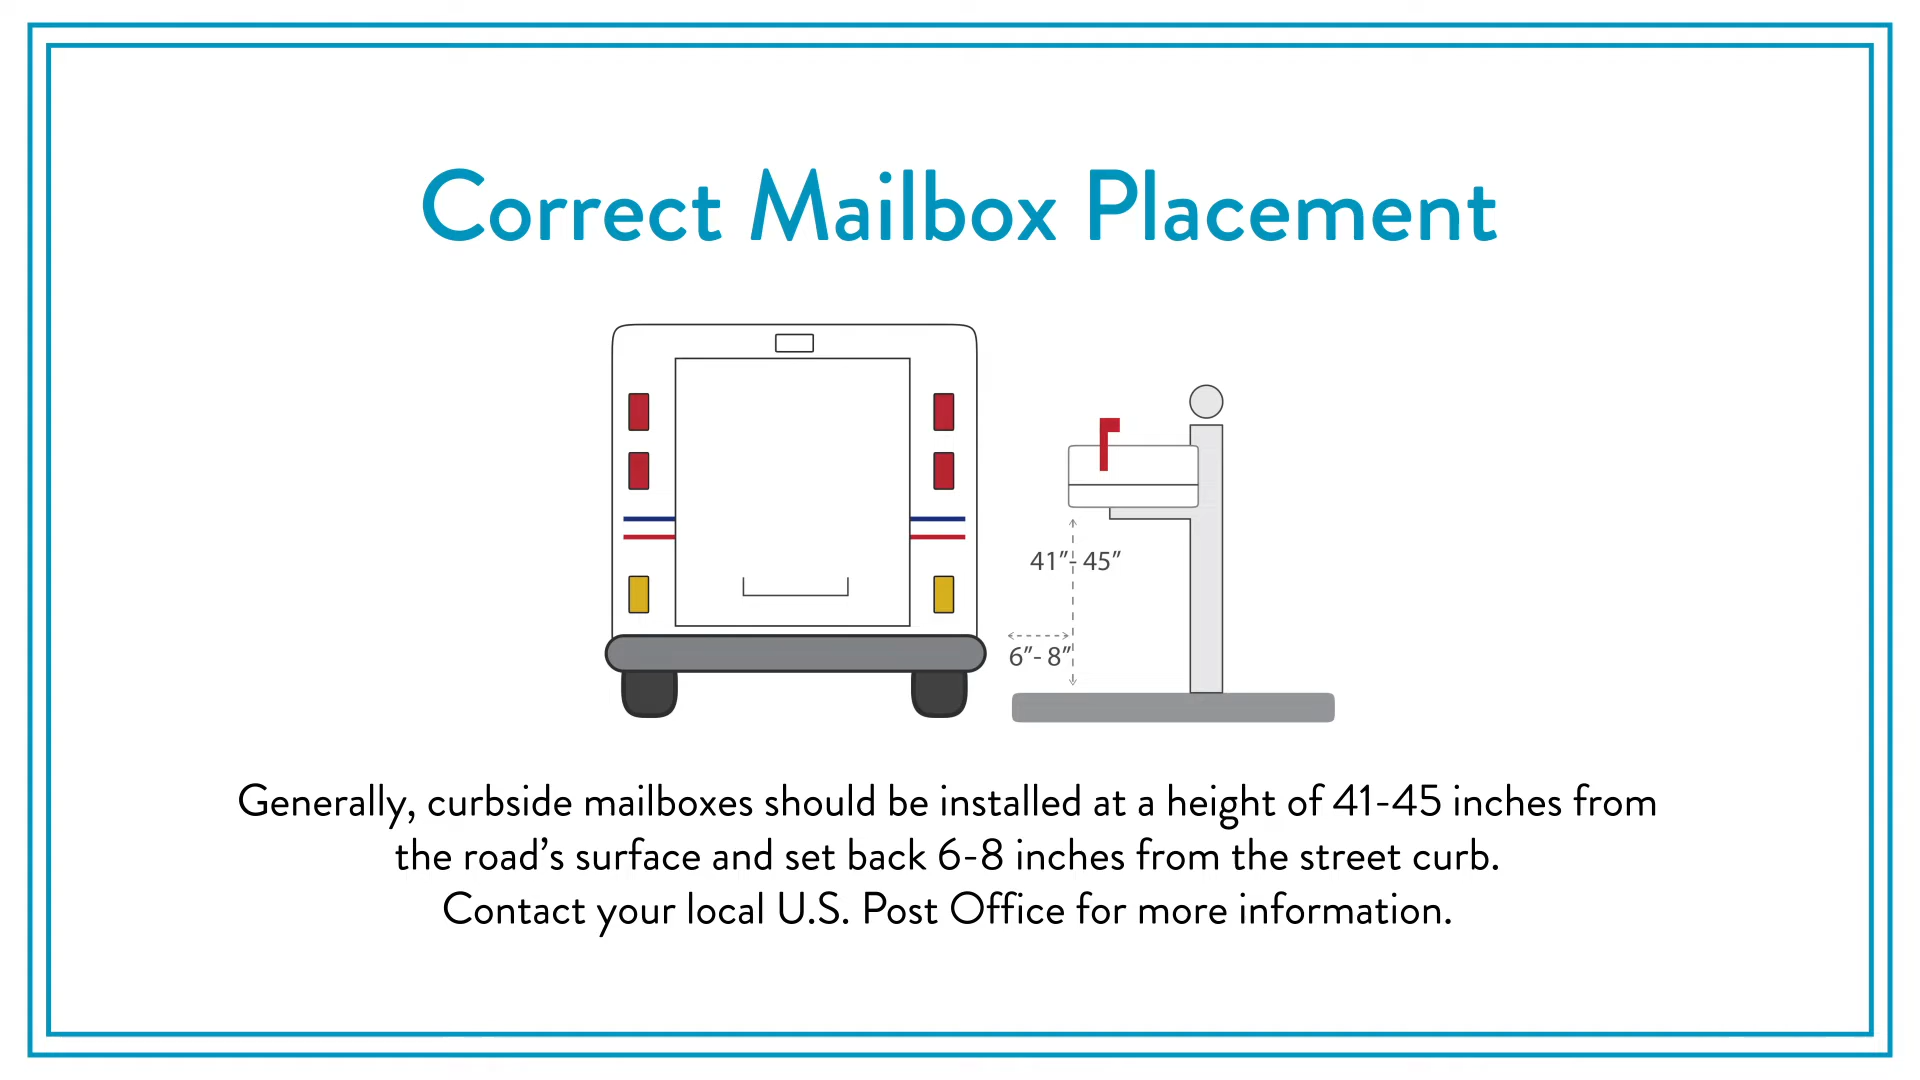 Correct Mailbox Placement
41”- 45”
6”- 8”
Generally, curbside mailboxes should be installed at a height of 41-45 inches from
the road’s surface and set back 6-8 inches from the street curb.
Contact your local U.S. Post Office for more information.